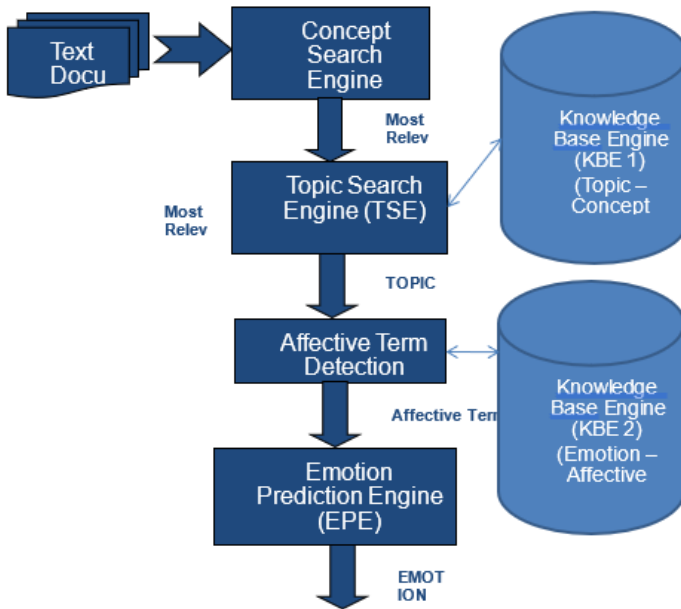 Text
Docu
Concept
Search
Engine
Most
Relev
Knowledge
Base Engine
(KBE 1)
(Topic –
Concept
Topic Search
Engine (TSE)
Most
Relev
TOPIC
Affective Term
Detection
Affective Term
Knowledge
Base Engine
(KBE 2)
(Emotion –
Affective
Emotion
Prediction Engine
(EPE)
EMOT
ION